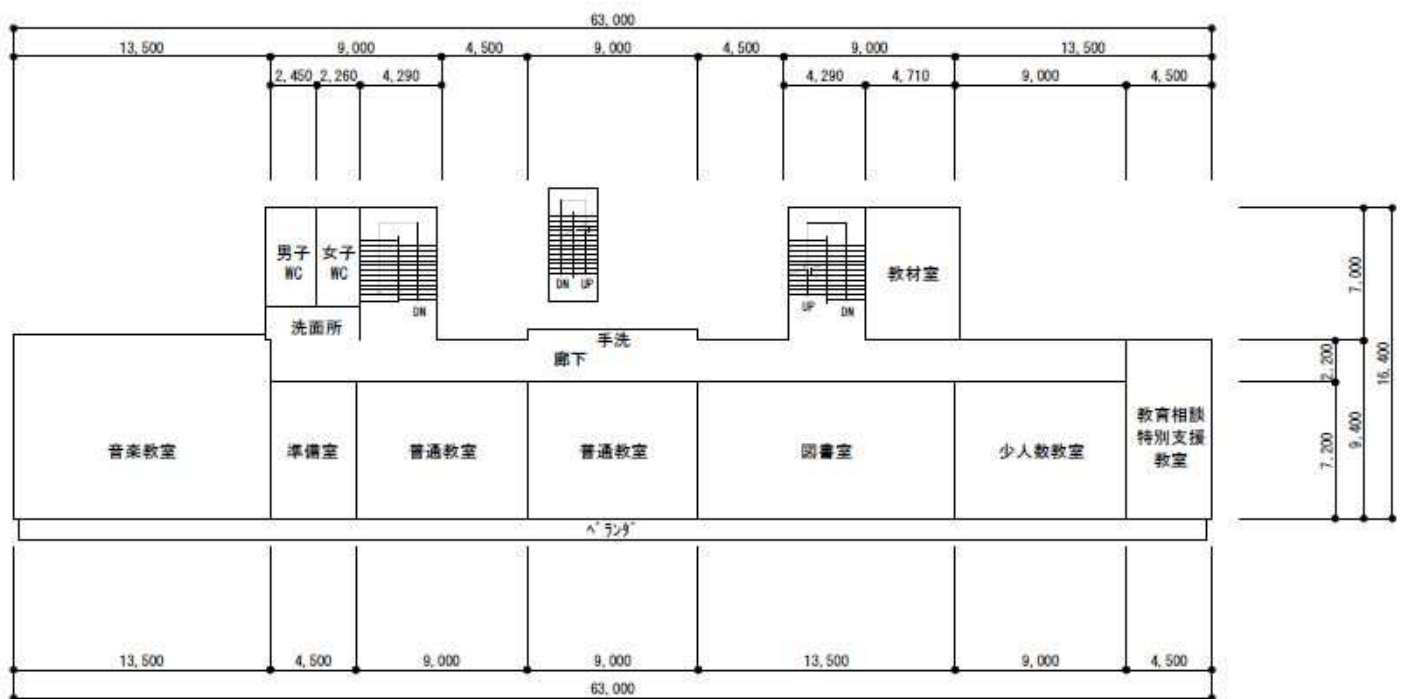 63,000
13,500 9,000 4,500 9,000 4,500 9,000 13,500
2,450 2,260 4,290 4,290 4,710 9,000 4,500
男子 女子
WC WC
DN
DN UP
UP DN
教材室
洗面所
手洗
廊下
音楽教室 準備室 普通教室 普通教室 図書室 少人数教室
教育相談
特別支援
教室
ベランダ
7,000
2,200
16,400
9,400
7,200
13,500 4,500 9,000 9,000 13,500 9,000 4,500
63,000